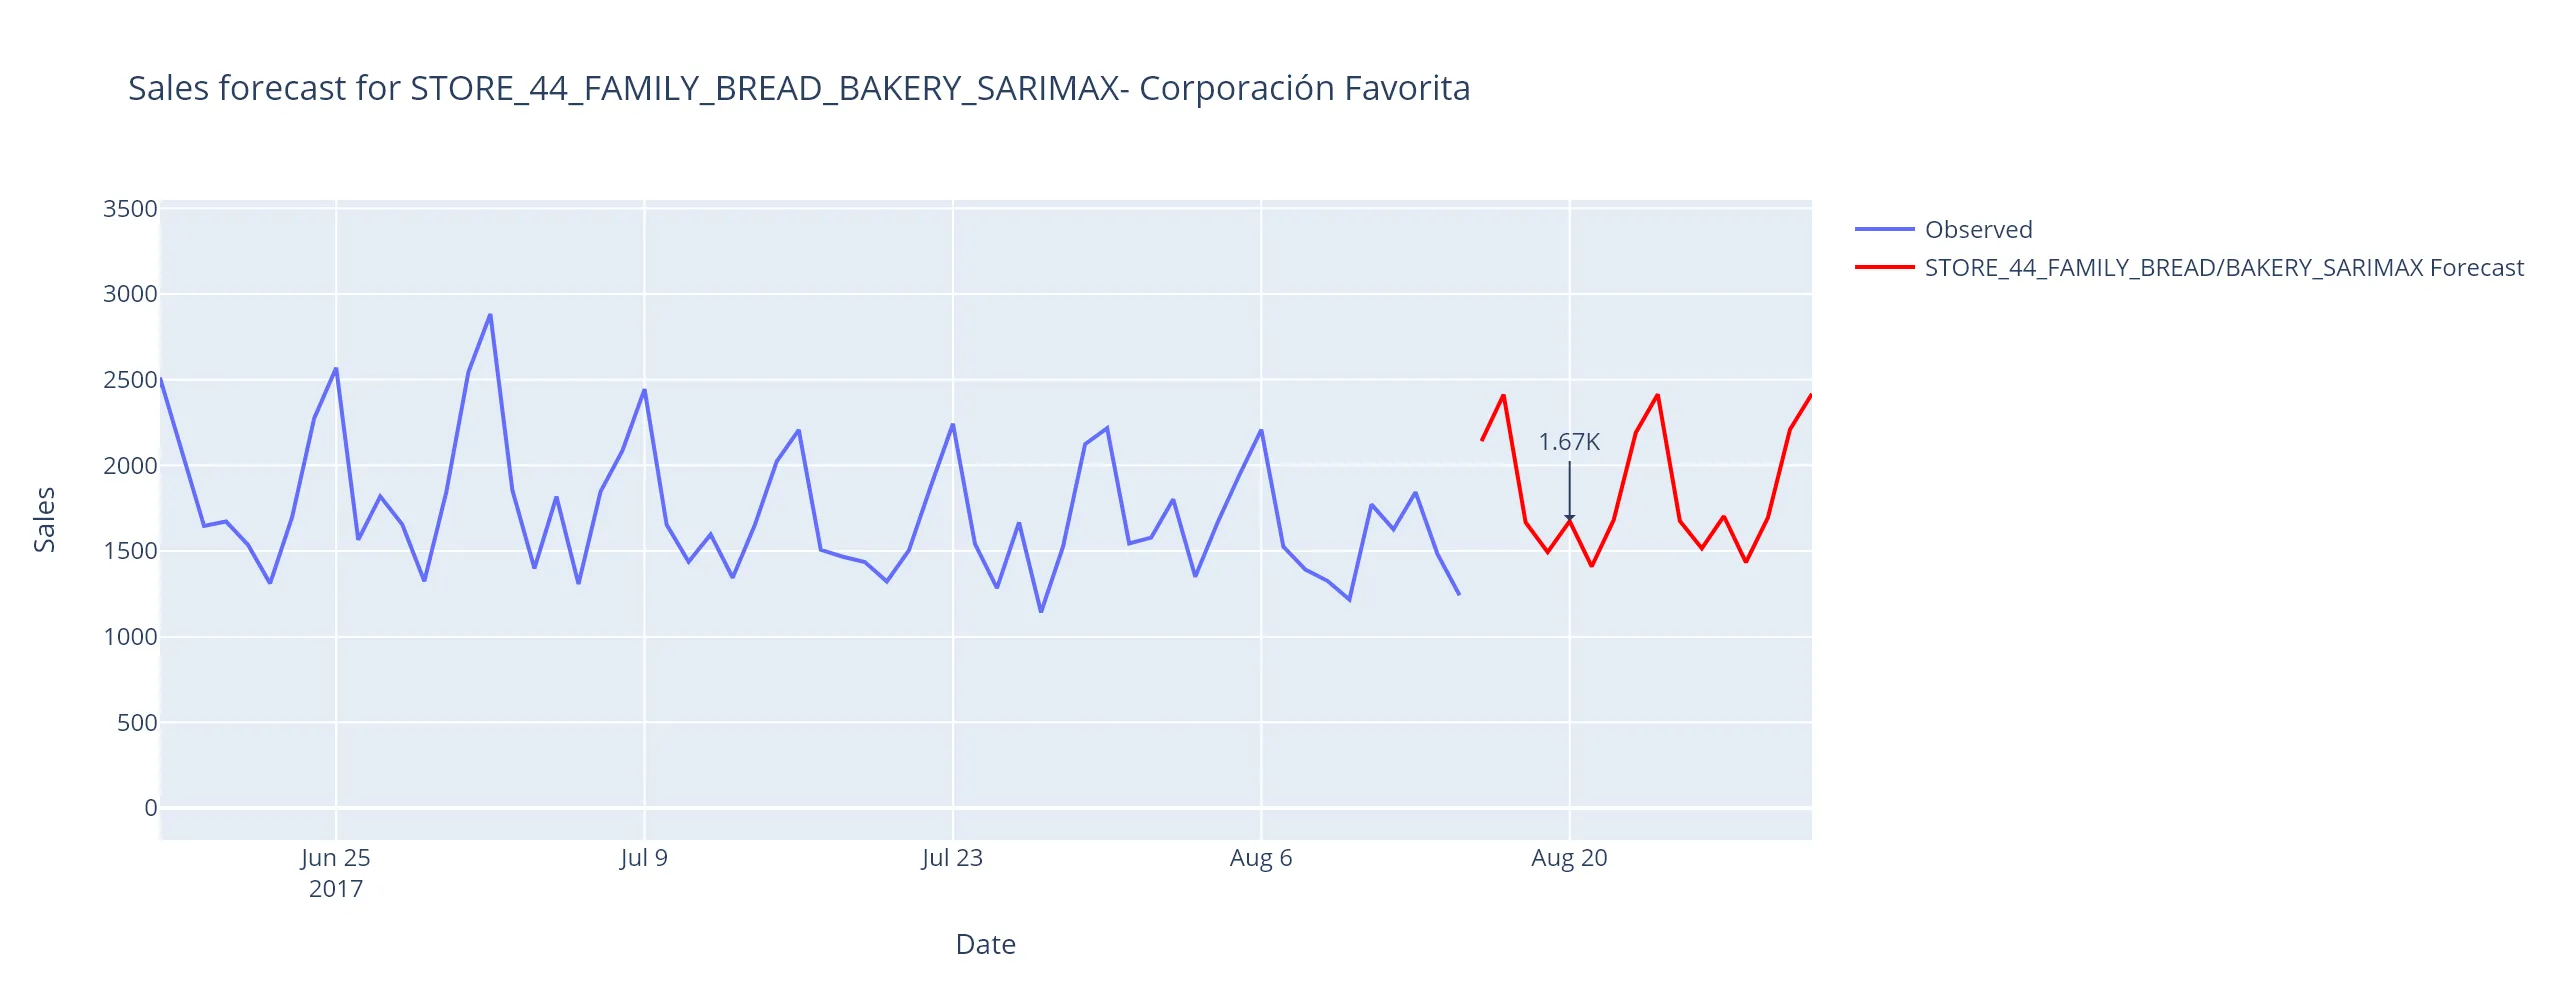 Sales forecast for STORE_44_FAMILY_BREAD_BAKERY_SARIMAX- Corporación Favorita
Observed
STORE_44_FAMILY_BREAD/BAKERY_SARIMAX Forecast
Sales
3500
3000
2500
2000
1500
1000
500
0
1.67K
Jun 25
2017
Jul 9
Jul 23
Aug 6
Aug 20
Date